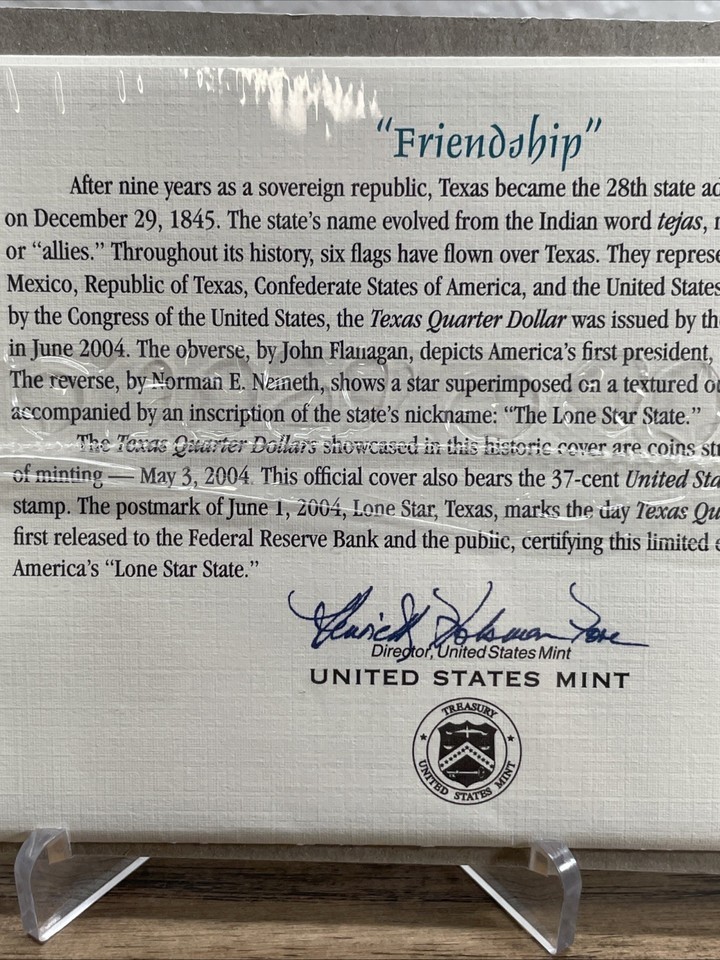 “Friendship”
After nine years as a sovereign republic, Texas became the 28th state ad
on December 29, 1845. The state's name evolved from the Indian word tejas,
or “allies.” Throughout its history, six flags have flown over Texas. They represe
Mexico, Republic of Texas, Confederate States of America, and the United States
by the Congress of the United States, the Texas Quarter Dollar was issued by th
in June 2004. The obverse, by John Flanagan, depicts America's first president,
The reverse, by Norman E. Nemeth, shows a star superimposed on a textured o
accompanied by an inscription of the state's nickname: “The Lone Star State.”
The Texas Quarter Dollars showcased in this historic cover are coins str
of minting — May 3, 2004. This official cover also bears the 37-cent United Sta
stamp. The postmark of June 1, 2004, Lone Star, Texas, marks the day Texas Qu
first released to the Federal Reserve Bank and the public, certifying this limited e
America's “Lone Star State.”
Henrietta Holsman Fore
Director, United States Mint
UNITED STATES MINT
TREASURY
UNITED STATES MINT